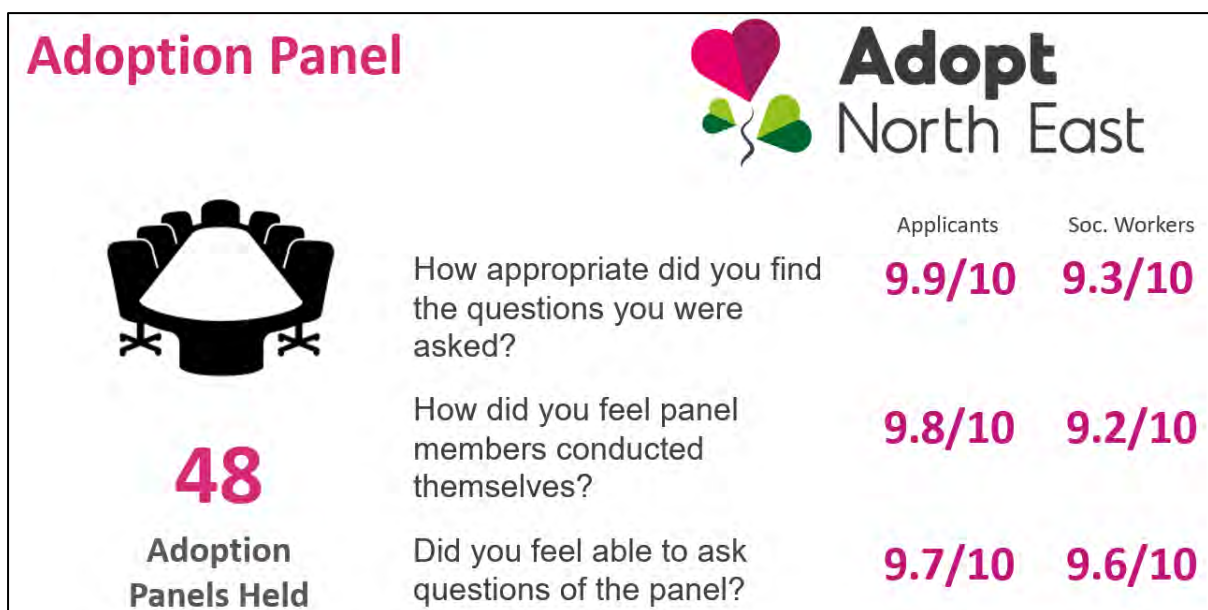 Adoption Panel
Adopt
North East
Applicants Soc. Workers
How appropriate did you find
the questions you were
asked?
9.9/10 9.3/10
How did you feel panel
members conducted
themselves?
9.8/10 9.2/10
48
Adoption
Panels Held
Did you feel able to ask
questions of the panel?
9.7/10 9.6/10